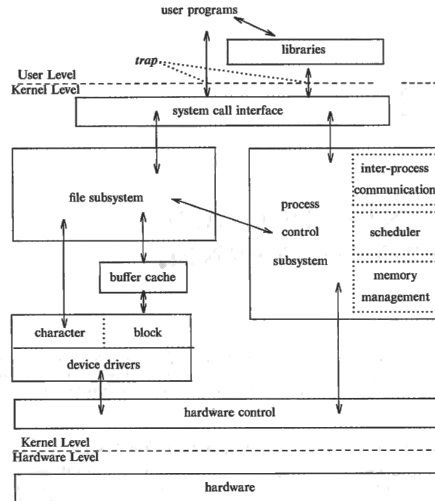 user programs
libraries
trap
User Level
Kernel Level
system call interface
file subsystem
process
control
subsystem
inter-process
communication
scheduler
memory
management
buffer cache
character
block
device drivers
hardware control
Kernel Level
Hardware Level
hardware